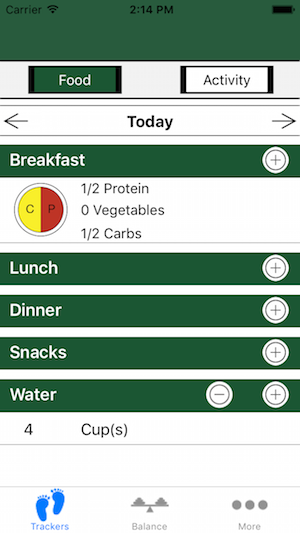 Carrier 2:14 PM
Food Activity
Today
Breakfast
C P
1/2 Protein
0 Vegetables
1/2 Carbs
Lunch
Dinner
Snacks
Water
4 Cup(s)
Trackers Balance More